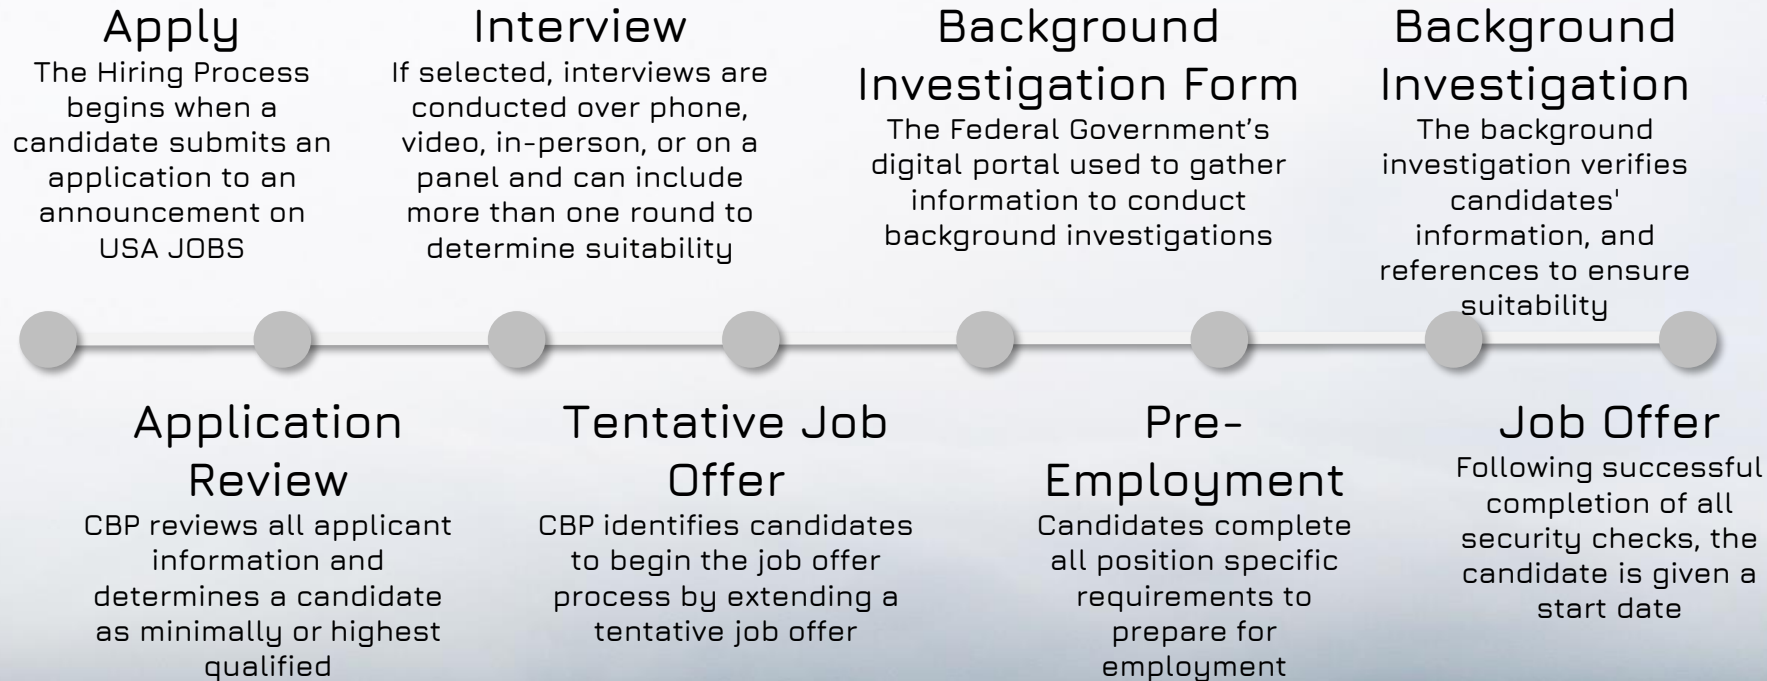 Apply
The Hiring Process
begins when a
candidate submits an
application to an
announcement on
USA JOBS
Application
Review
CBP reviews all applicant
information and
determines a candidate
as minimally or highest
qualified
Interview
If selected, interviews are
conducted over phone,
video, in-person, or on a
panel and can include
more than one round to
determine suitability
Tentative Job
Offer
CBP identifies candidates
to begin the job offer
process by extending a
tentative job offer
Background
Investigation Form
The Federal Government’s
digital portal used to gather
information to conduct
background investigations
Pre-
Employment
Candidates complete
all position specific
requirements to
prepare for
employment
Background
Investigation
The background
investigation verifies
candidates'
information, and
references to ensure
suitability
Job Offer
Following successful
completion of all
security checks, the
candidate is given a
start date